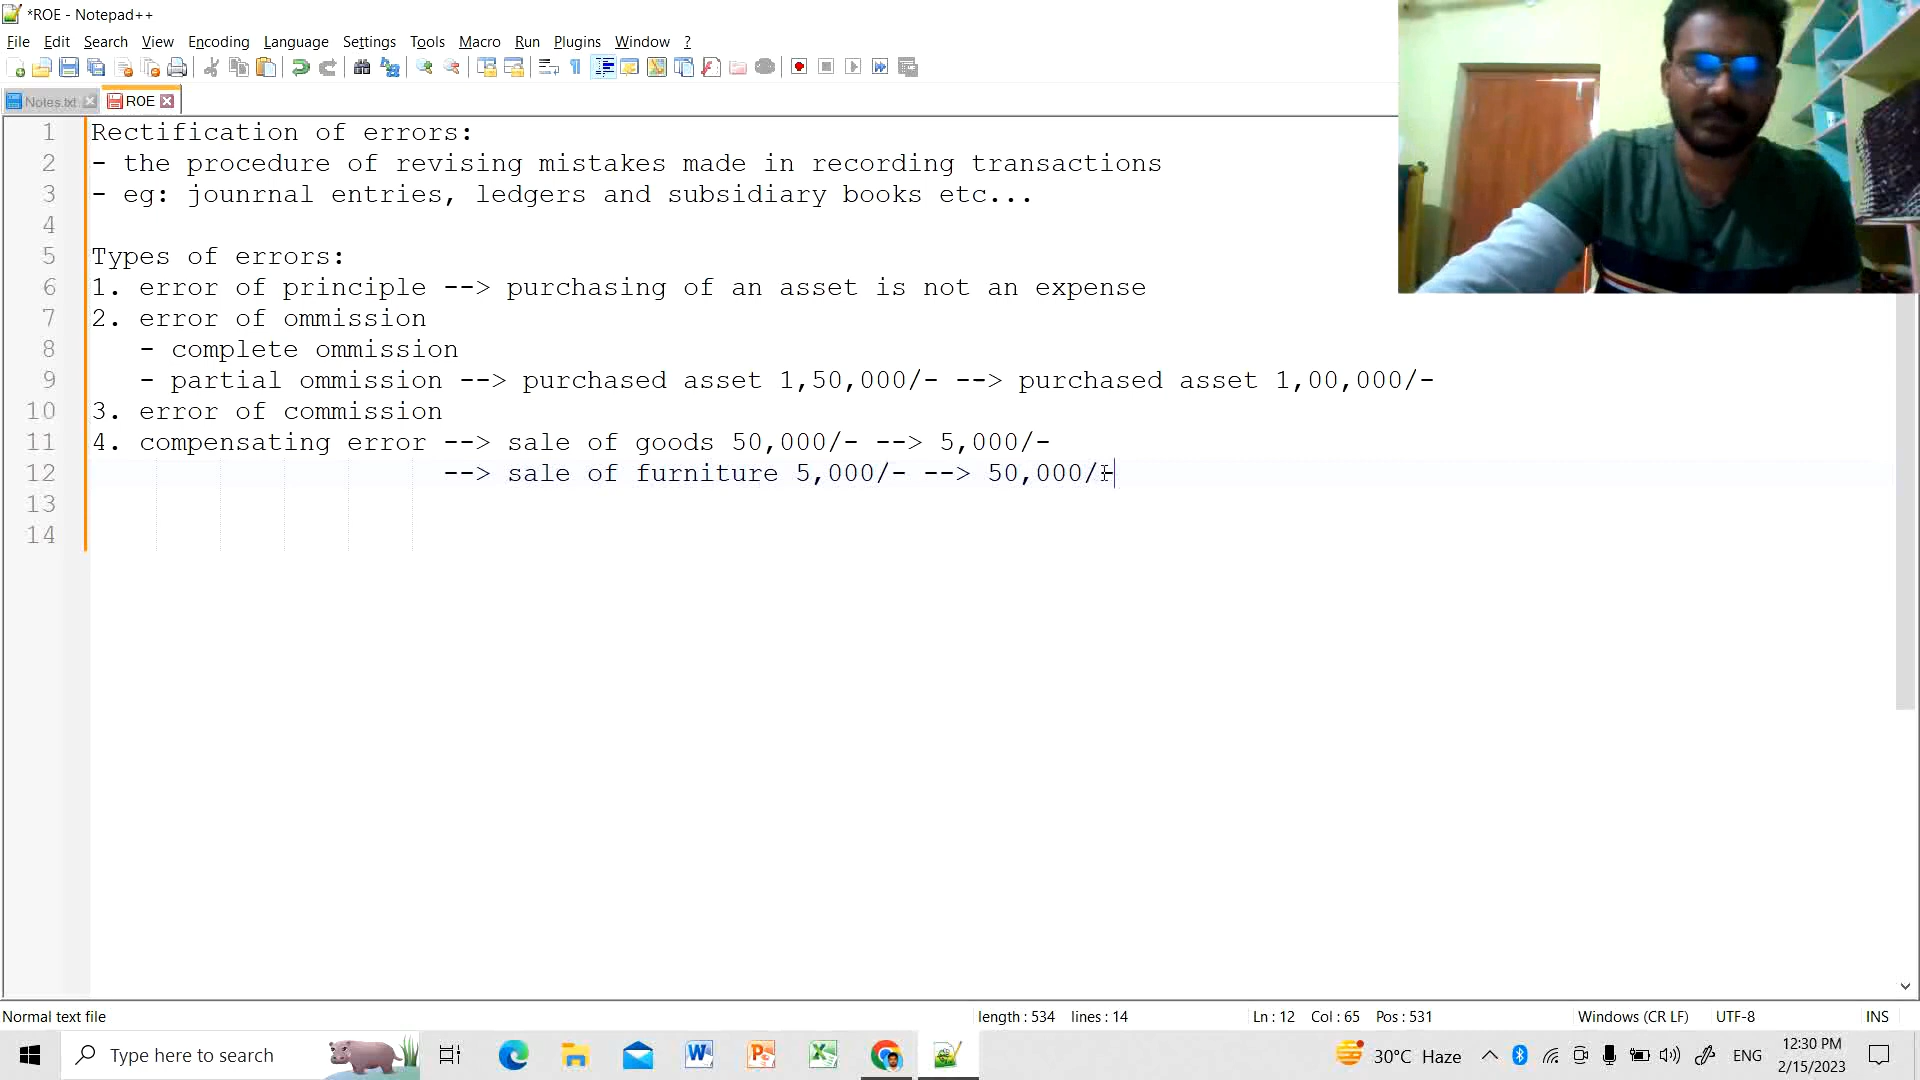 *ROE - Notepad++
File Edit Search View Encoding Language Settings Tools Macro Run Plugins Window ?
Notes.txt ROE
1 Rectification of errors:
2 - the procedure of revising mistakes made in recording transactions
3 - eg: jounrnal entries, ledgers and subsidiary books etc...
4
5 Types of errors:
6 1. error of principle --> purchasing of an asset is not an expense
7 2. error of ommission
8 - complete ommission
9 - partial ommission --> purchased asset 1,50,000/- --> purchased asset 1,00,000/-
10 3. error of commission
11 4. compensating error --> sale of goods 50,000/- --> 5,000/-
12 --> sale of furniture 5,000/- --> 50,000/-
13
14
Normal text file length : 534 lines : 14 Ln : 12 Col : 65 Pos : 531 Windows (CR LF) UTF-8 INS
Type here to search 30°C Haze ENG 12:30 PM
2/15/2023